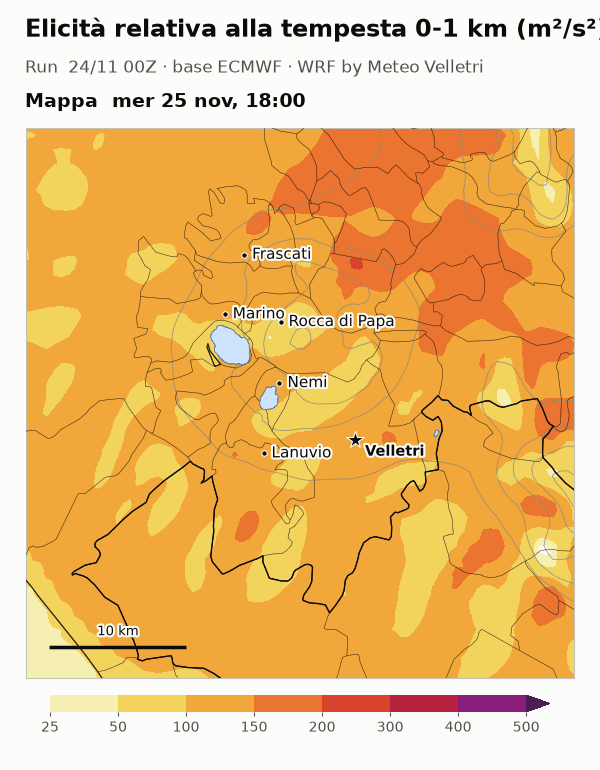 Elicità relativa alla tempesta 0-1 km (m²/s²)
Run  24/11 00Z · base ECMWF · WRF by Meteo Velletri
Mappa  mer 25 nov, 18:00
Frascati
Marino
Rocca di Papa
Nemi
Velletri
Lanuvio
10 km
25 50 100 150 200 300 400 500